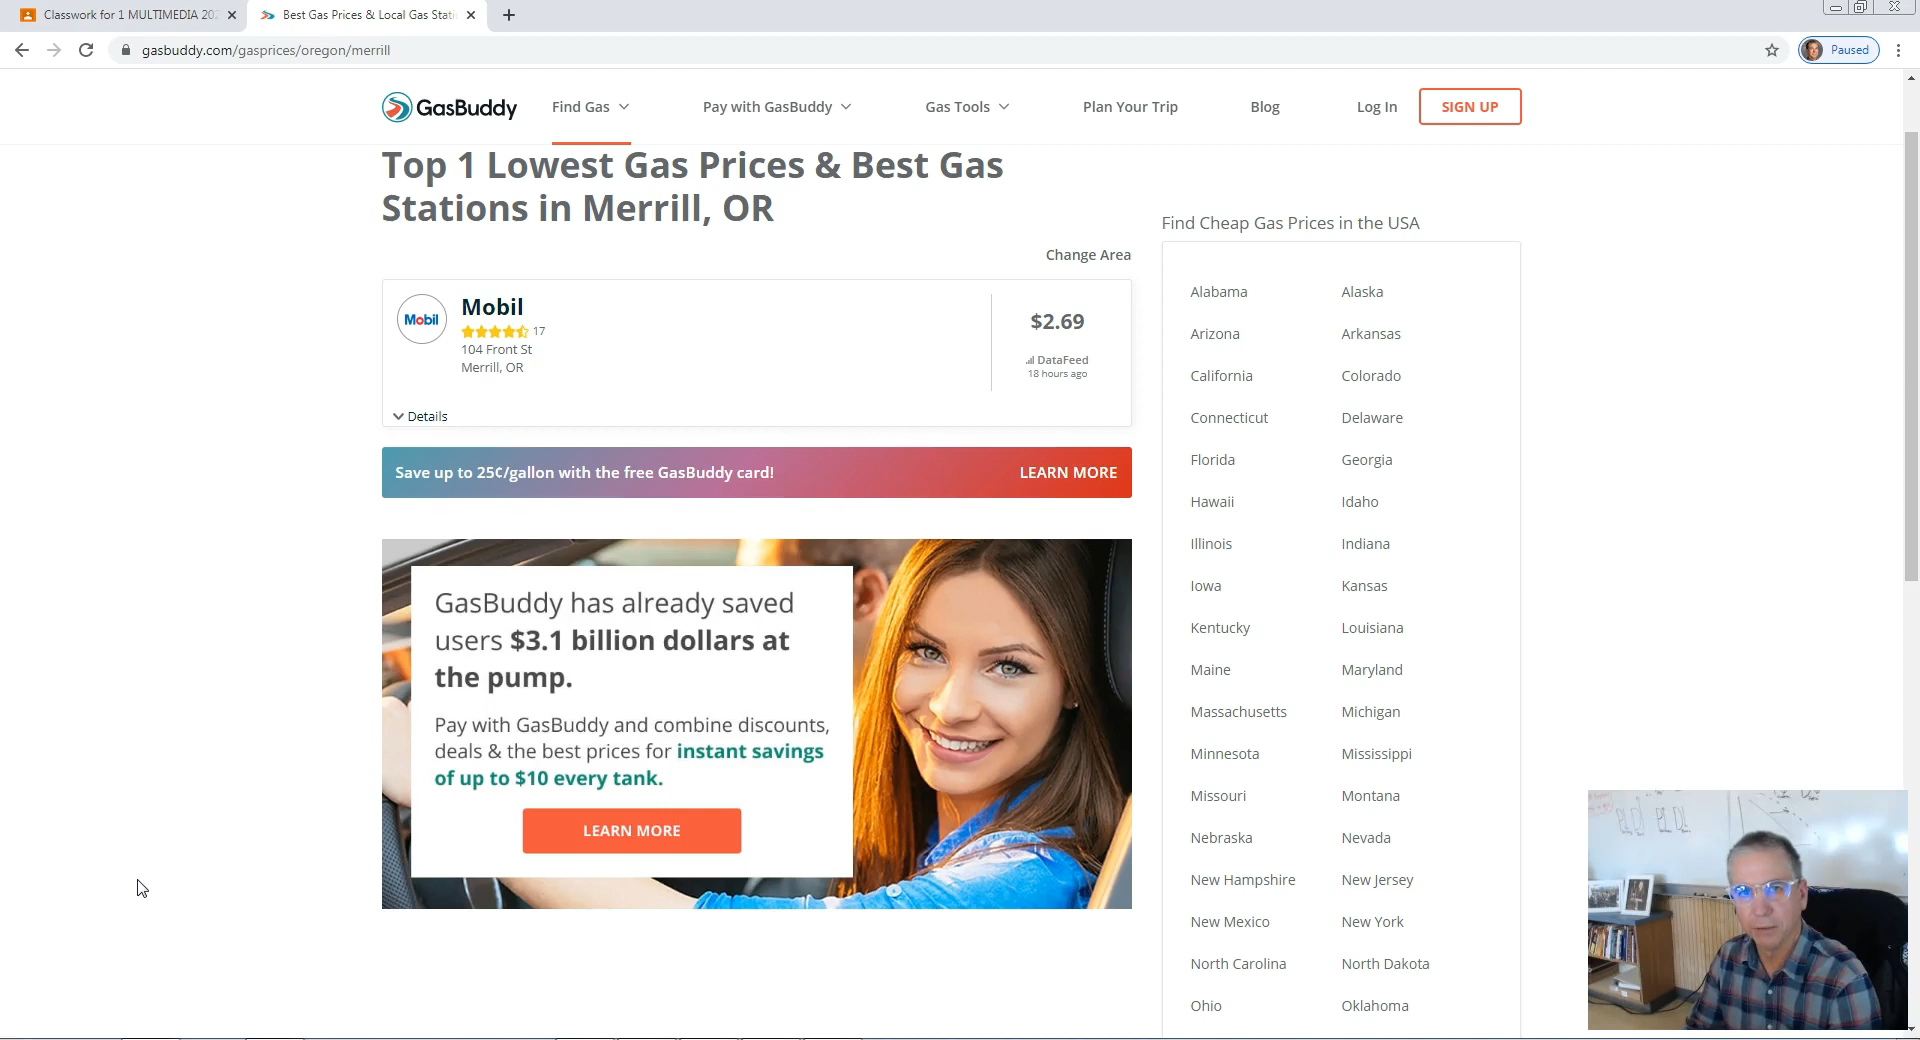 Classwork for 1 MULTIMEDIA 202
Best Gas Prices & Local Gas Stati
gasbuddy.com/gasprices/oregon/merrill
Paused
GasBuddy
Find Gas
Pay with GasBuddy
Gas Tools
Plan Your Trip
Blog
Log In
SIGN UP
Top 1 Lowest Gas Prices & Best Gas
Stations in Merrill, OR
Change Area
Mobil
Mobil
17
104 Front St
Merrill, OR
$2.69
DataFeed
18 hours ago
Details
Save up to 25¢/gallon with the free GasBuddy card!
LEARN MORE
GasBuddy has already saved
users $3.1 billion dollars at
the pump.
Pay with GasBuddy and combine discounts,
deals & the best prices for instant savings
of up to $10 every tank.
LEARN MORE
Find Cheap Gas Prices in the USA
Alabama Alaska
Arizona Arkansas
California Colorado
Connecticut Delaware
Florida Georgia
Hawaii Idaho
Illinois Indiana
Iowa Kansas
Kentucky Louisiana
Maine Maryland
Massachusetts Michigan
Minnesota Mississippi
Missouri Montana
Nebraska Nevada
New Hampshire New Jersey
New Mexico New York
North Carolina North Dakota
Ohio Oklahoma